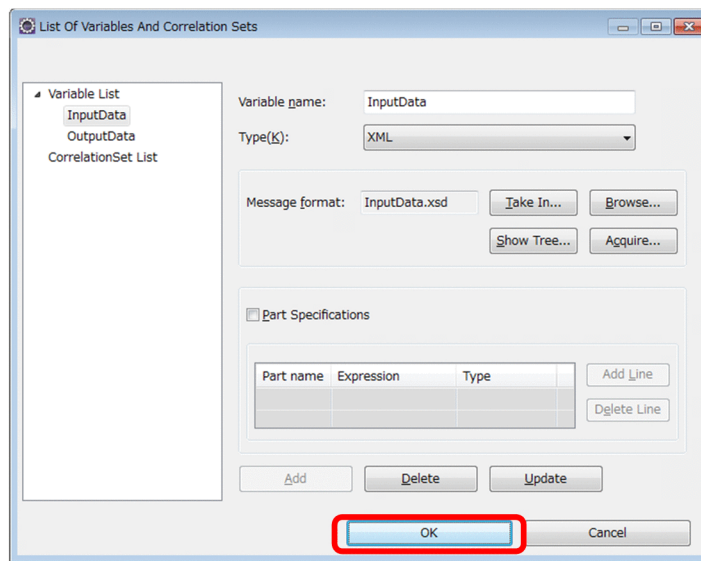 List Of Variables And Correlation Sets
Variable List
InputData
OutputData
CorrelationSet List
Variable name: InputData
Type(K): XML
Message format: InputData.xsd Take In... Browse...
Show Tree... Acquire...
Part Specifications
Part name Expression Type
Add Line
Delete Line
Add Delete Update
OK Cancel